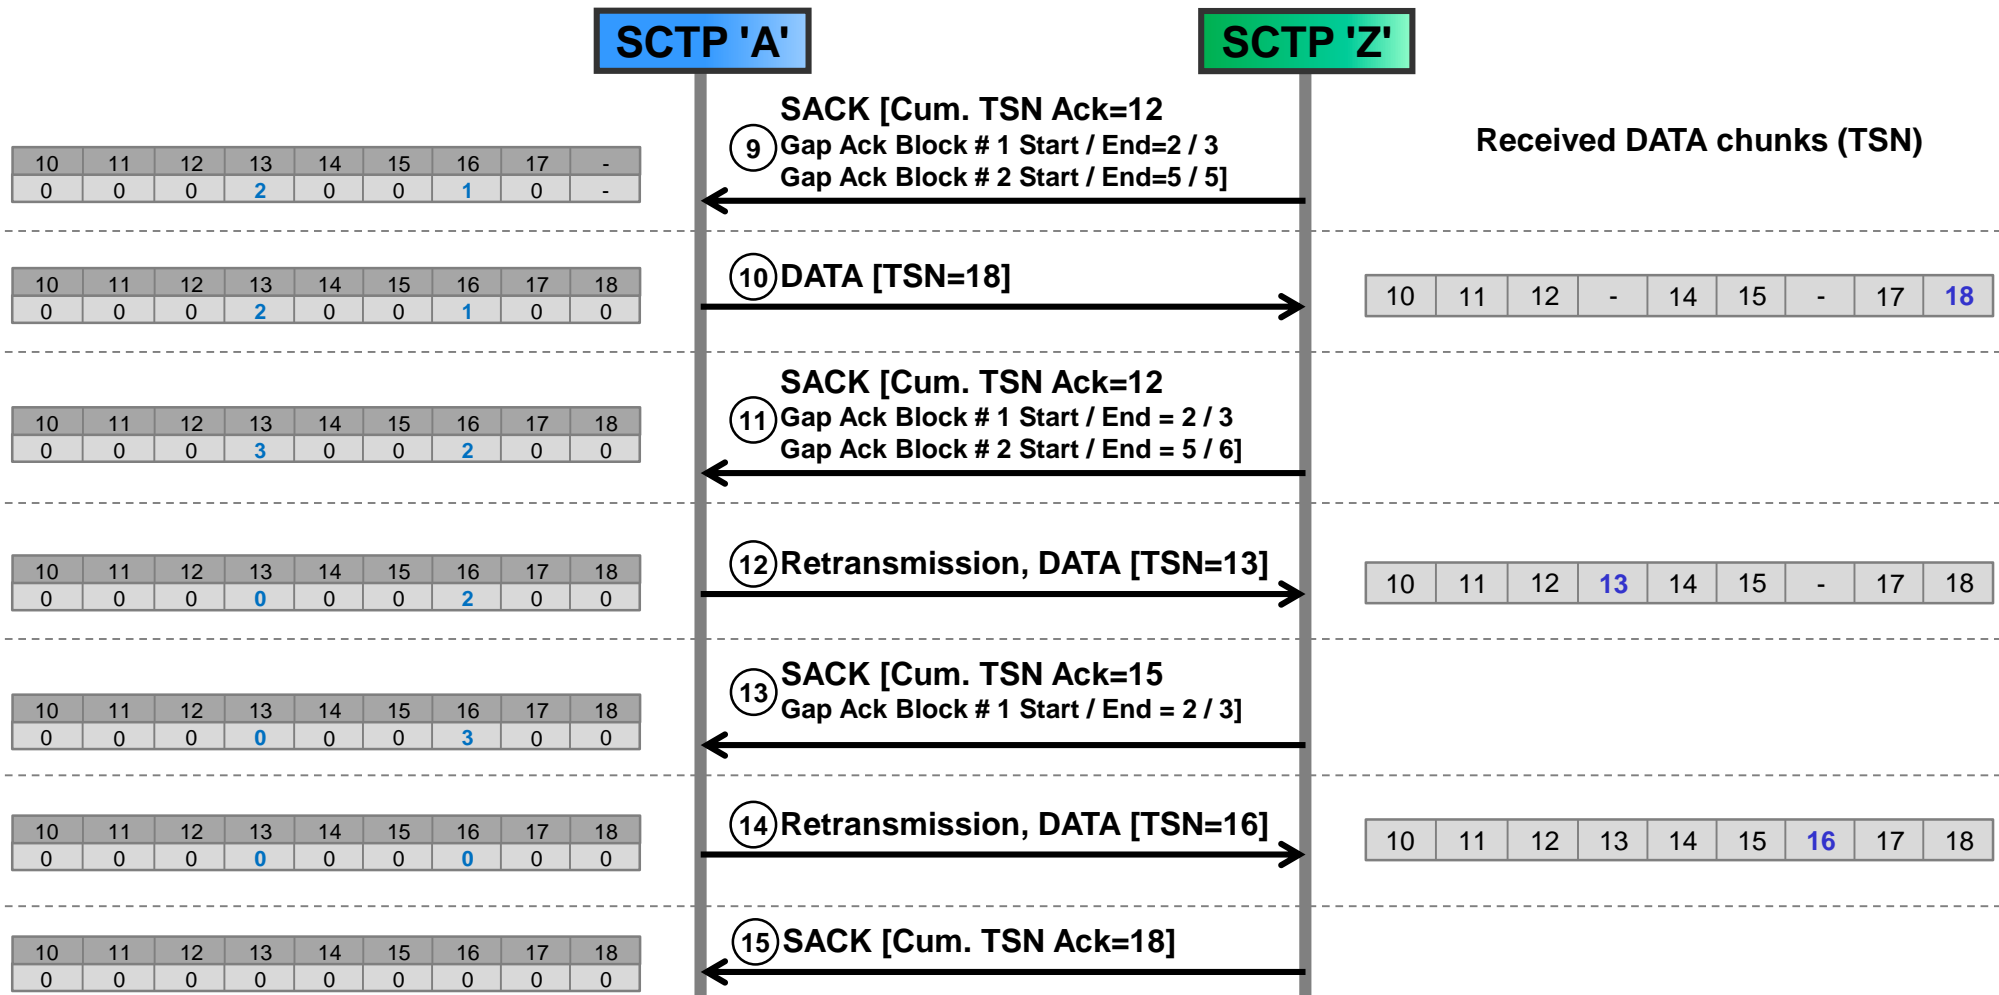 SCTP 'A' SCTP 'Z'
SACK [Cum. TSN Ack=12
9 Gap Ack Block # 1 Start / End=2 / 3
Gap Ack Block # 2 Start / End=5 / 5]
Received DATA chunks (TSN)
10 11 12 13 14 15 16 17 -
0 0 0 2 0 0 1 0 -
10 DATA [TSN=18]
10 11 12 13 14 15 16 17 18
0 0 0 2 0 0 1 0 0
10 11 12 - 14 15 - 17 18
SACK [Cum. TSN Ack=12
11 Gap Ack Block # 1 Start / End = 2 / 3
Gap Ack Block # 2 Start / End = 5 / 6]
10 11 12 13 14 15 16 17 18
0 0 0 3 0 0 2 0 0
12 Retransmission, DATA [TSN=13]
10 11 12 13 14 15 16 17 18
0 0 0 0 0 0 2 0 0
10 11 12 13 14 15 - 17 18
SACK [Cum. TSN Ack=15
13 Gap Ack Block # 1 Start / End = 2 / 3]
10 11 12 13 14 15 16 17 18
0 0 0 0 0 0 3 0 0
14 Retransmission, DATA [TSN=16]
10 11 12 13 14 15 16 17 18
0 0 0 0 0 0 0 0 0
10 11 12 13 14 15 16 17 18
15 SACK [Cum. TSN Ack=18]
10 11 12 13 14 15 16 17 18
0 0 0 0 0 0 0 0 0